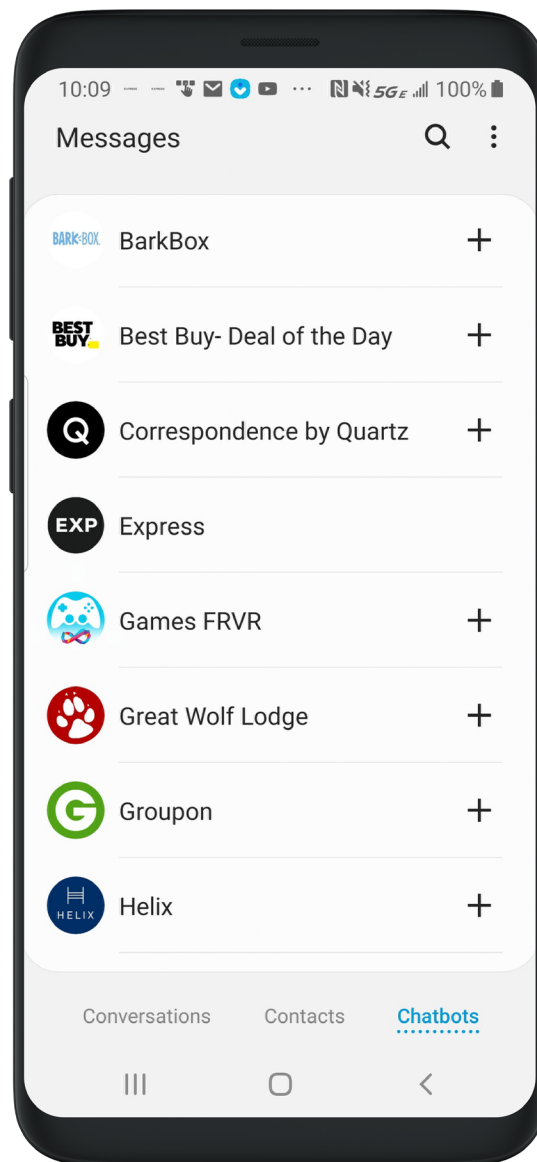 10:09
5GE
100%
Messages
BARK BOX
BarkBox
BEST
BUY
Best Buy- Deal of the Day
Q
Correspondence by Quartz
EXP
Express
Games FRVR
Great Wolf Lodge
G
Groupon
HELIX
Helix
Conversations Contacts Chatbots